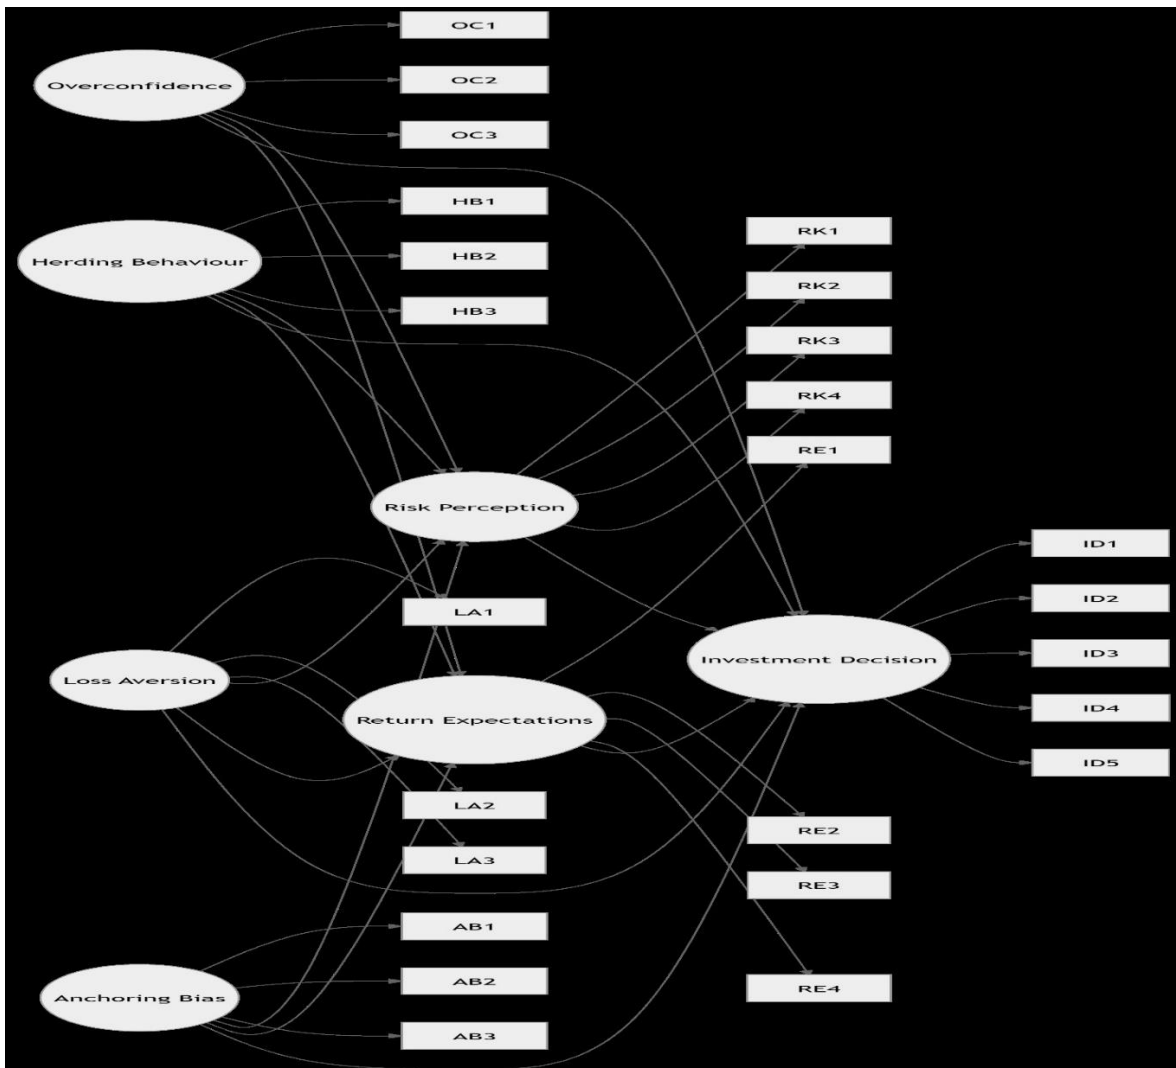 OC1
Overconfidence
OC2
OC3
HB1
Herding Behaviour
HB2
HB3
RK1
RK2
RK3
RK4
RE1
Risk Perception
ID1
LA1
ID2
Loss Aversion
Investment Decision
ID3
ID4
Return Expectations
ID5
LA2
RE2
LA3
RE3
AB1
AB2
Anchoring Bias
RE4
AB3